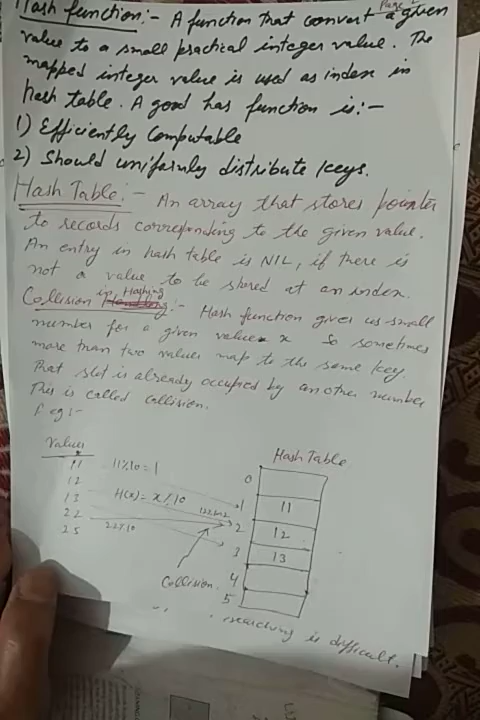 Hash function:- A function that convert a given
value to a small practical integer value. The
mapped integer value is used as index in
hash table. A good has function is:-
1) Efficiently Computable
2) Should uniformly distribute keys.
Hash Table:- An array that stores pointer
to records corresponding to the given value.
An entry in hash table is NIL, if there is
not a value to be stored at an index.
Collision in Hashing:- Hash function gives us small
number for a given value x So sometimes
more than two values map to the same key.
That slot is already occupied by another number
This is called collision.
eg:-
Values
Hash Table
11 11%10=1
0
12
1 11
13 H(x)= x%10
2 12
22 22%10
3 13
25
4
Collision
5
searching is difficult.